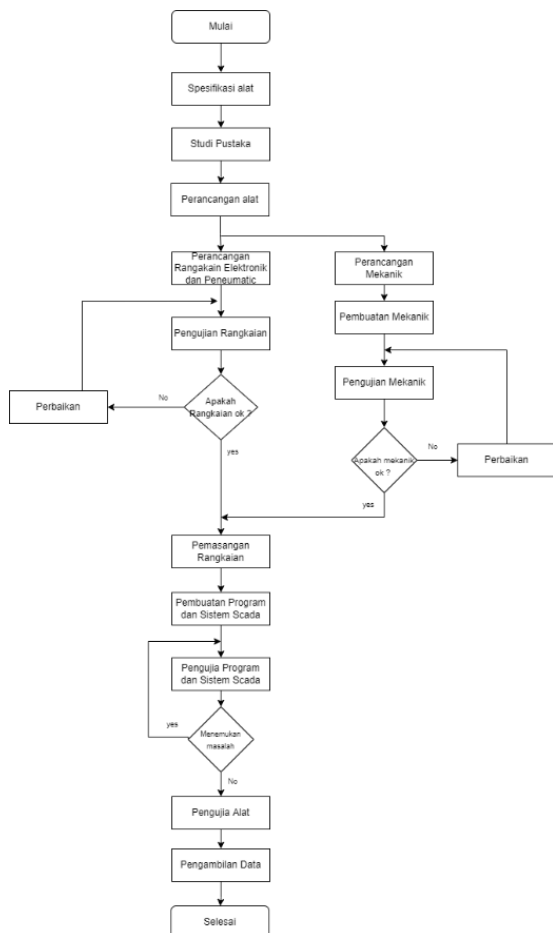 Mulai
Spesifikasi alat
Studi Pustaka
Perancangan alat
Perancangan
Rangakain Elektronik
dan Peneumatic
Perancangan
Mekanik
Pembuatan Mekanik
Pengujian Rangkaian
Pengujian Mekanik
Perbaikan
No
Apakah
Rangkaian ok ?
yes
Apakah mekanik
ok ?
No
Perbaikan
yes
Pemasangan
Rangkaian
Pembuatan Program
dan Sistem Scada
Pengujia Program
dan Sistem Scada
yes
Menemukan
masalah
No
Pengujia Alat
Pengambilan Data
Selesai